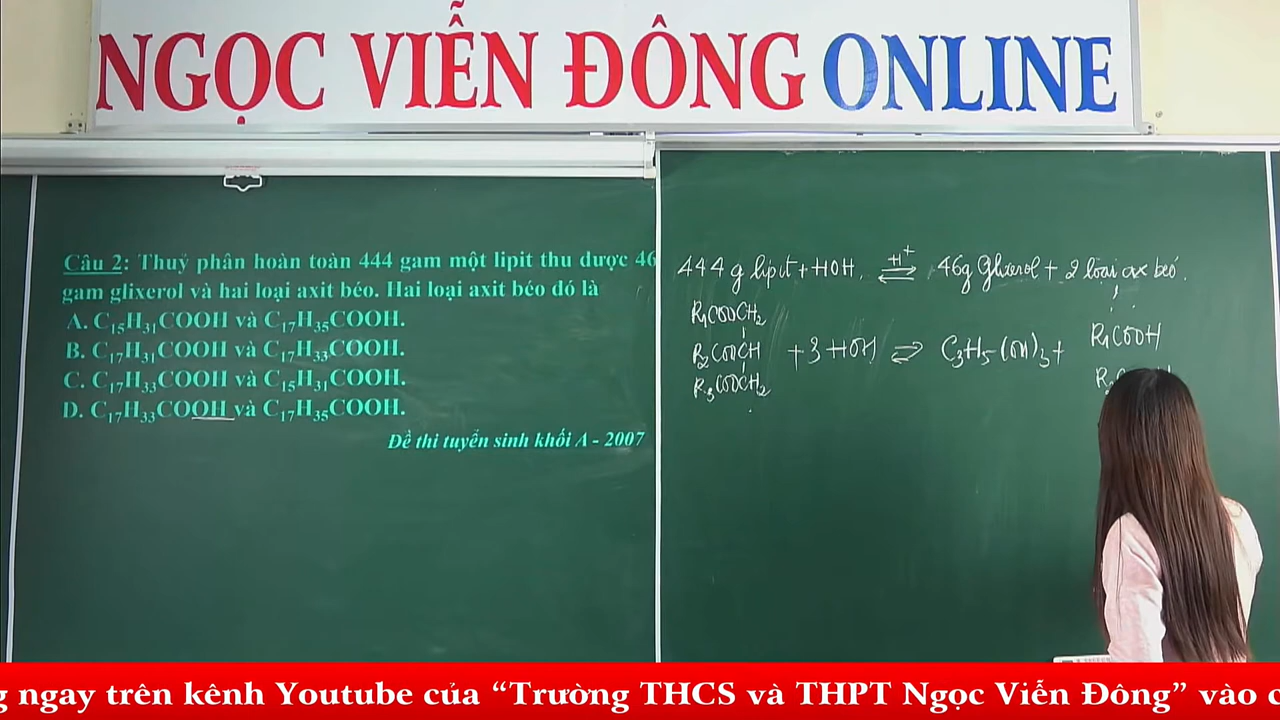 NGỌC VIỄN ĐÔNG ONLINE
Câu 2: Thuỷ phân hoàn toàn 444 gam một lipit thu được 46
gam glixerol và hai loại axit béo. Hai loại axit béo đó là
A. C₁₅H₃₁COOH và C₁₇H₃₅COOH.
B. C₁₇H₃₁COOH và C₁₇H₃₃COOH.
C. C₁₇H₃₃COOH và C₁₅H₃₁COOH.
D. C₁₇H₃₃COOH và C₁₇H₃₅COOH.
Đề thi tuyển sinh khối A - 2007
444 g lipit + HOH ⇌ H⁺ 46g Glixerol + 2 loại ax béo.
R₁COOCH₂
R₂COOCH + 3 HOH ⇌ C₃H₅-(OH)₃ + R₁COOH
R₃COOCH₂
g ngay trên kênh Youtube của “Trường THCS và THPT Ngọc Viễn Đông” vào c